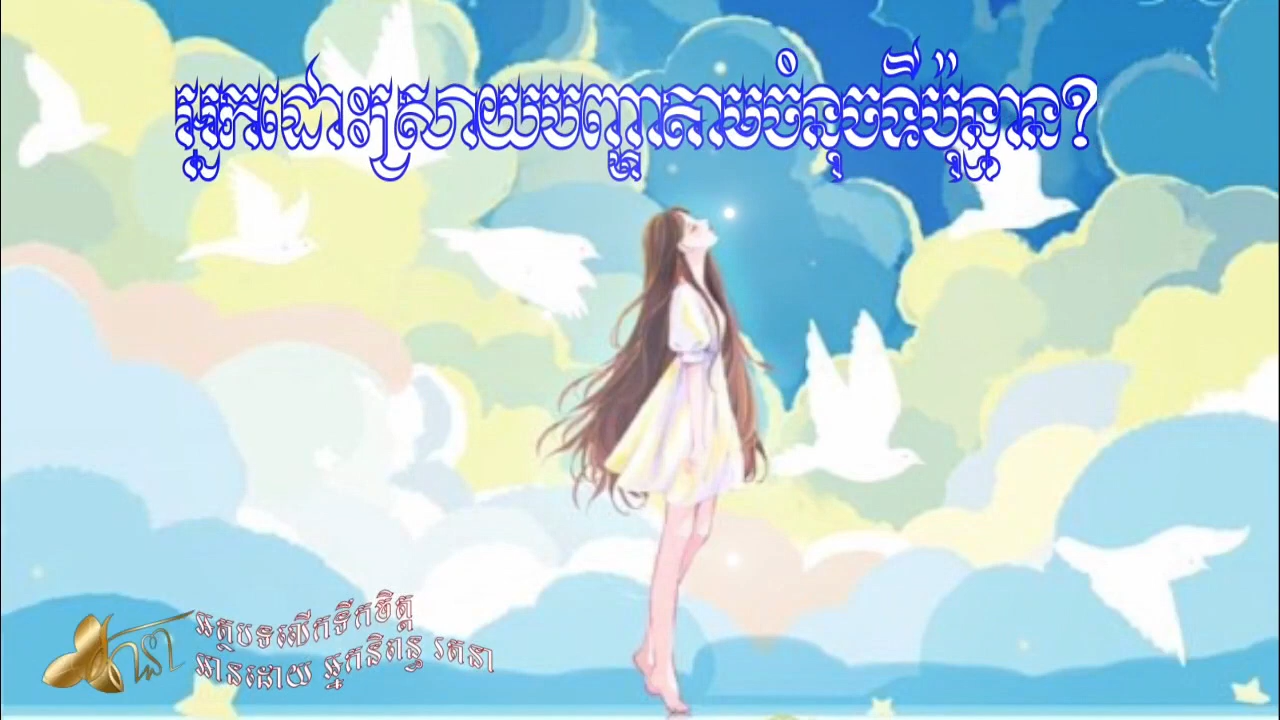 អ្នកដោះស្រាយបញ្ហាតាមចំនុចទីប៉ុន្មាន?
អត្ថបទលើកទឹកចិត្ត
អានដោយ អ្នកនិពន្ធ រតនា